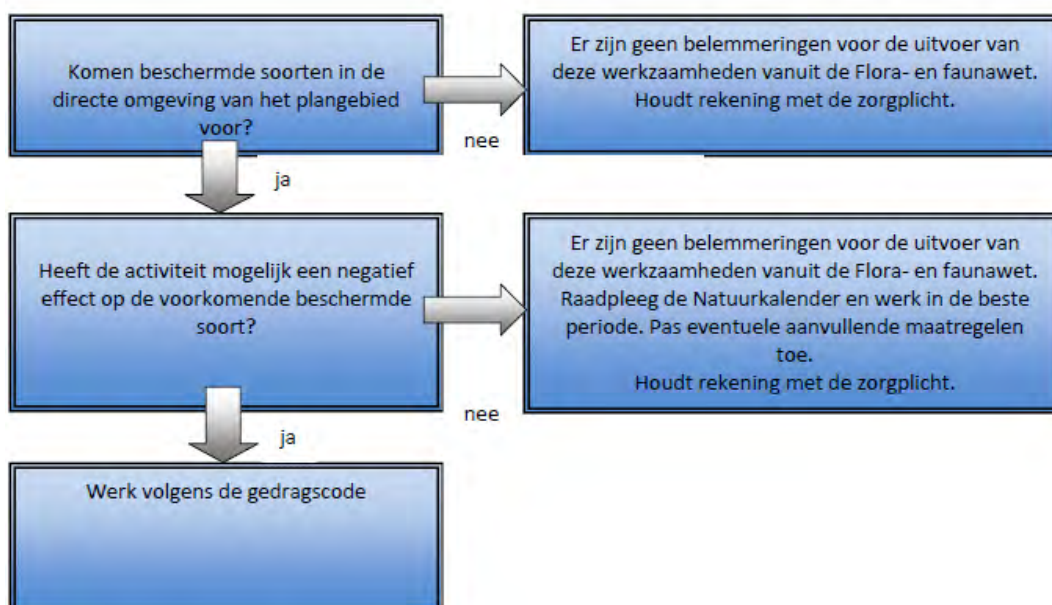 Komen beschermde soorten in de
directe omgeving van het plangebied
voor?
nee
Er zijn geen belemmeringen voor de uitvoer van
deze werkzaamheden vanuit de Flora- en faunawet.
Houdt rekening met de zorgplicht.
ja
Heeft de activiteit mogelijk een negatief
effect op de voorkomende beschermde
soort?
nee
Er zijn geen belemmeringen voor de uitvoer van
deze werkzaamheden vanuit de Flora- en faunawet.
Raadpleeg de Natuurkalender en werk in de beste
periode. Pas eventuele aanvullende maatregelen
toe.
Houdt rekening met de zorgplicht.
ja
Werk volgens de gedragscode